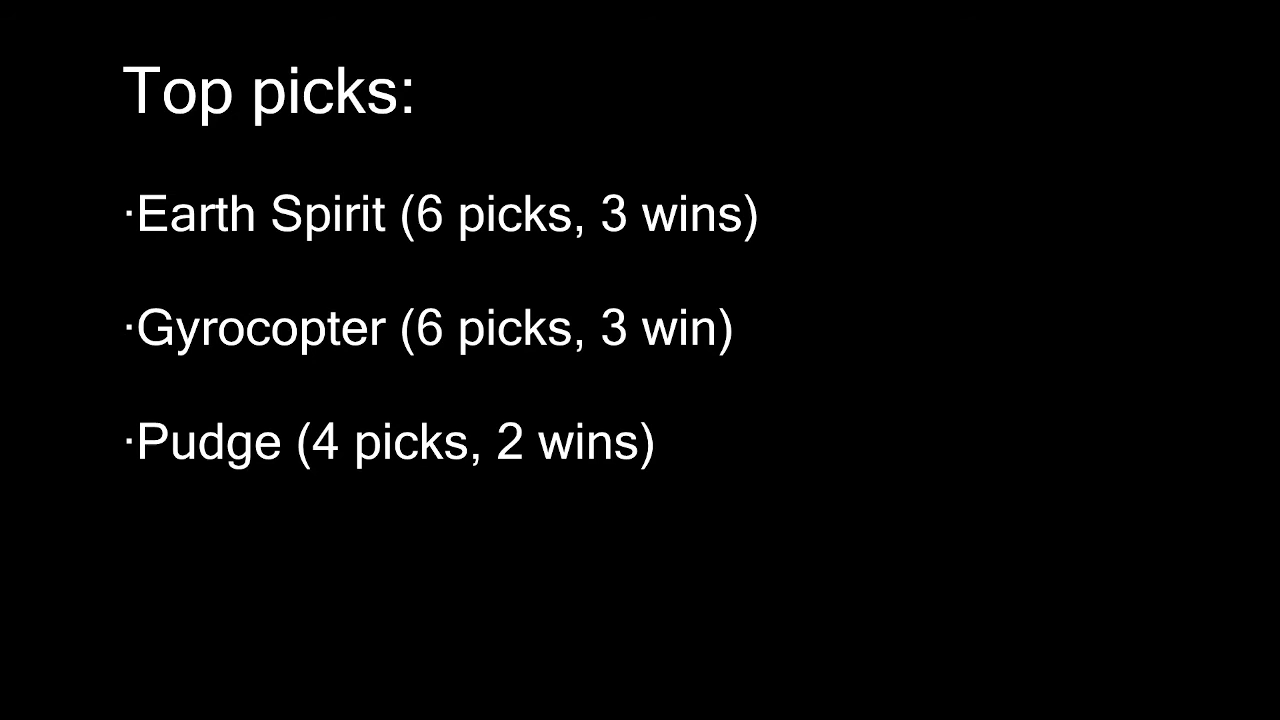 Top picks:
·Earth Spirit (6 picks, 3 wins)
·Gyrocopter (6 picks, 3 win)
·Pudge (4 picks, 2 wins)